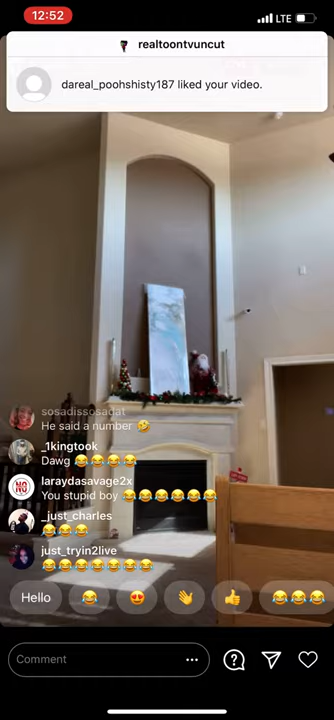 12:52
LTE
realtoontvuncut
dareal_poohshisty187 liked your video.
sosadissosadat
He said a number 🤣
_1kingtook
Dawg 😂😂😂😂
laraydasavage2x
You stupid boy 😂😂😂😂😂😂
_just_charles
😂😂😂
just_tryin2live
😂😂😂😂😂😂😂
Hello 😂 😍 👋 👍 😂😂😂
Comment